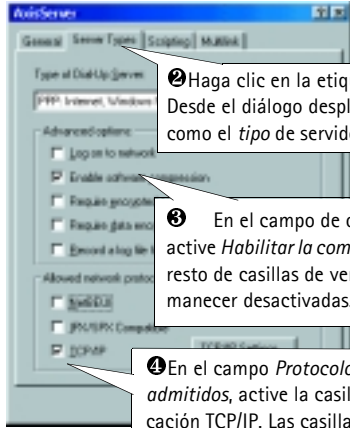 AxisServer
General Server Types Scripting Multilink
Type of Dial-Up Server:
PPP: Internet, Windows
❷Haga clic en la etiq
Desde el diálogo despl
como el tipo de servid
Advanced options:
Log on to network
Enable software compression
Require encrypted
Require data enc
Record a log file
❸ En el campo de
active Habilitar la com
resto de casillas de ver
manecer desactivadas
Allowed network protoc
NetBEUI
IPX/SPX Compatible
TCP/IP
TCP/IP Settings
❹En el campo Protocolo
admitidos, active la casil
cación TCP/IP. Las casilla